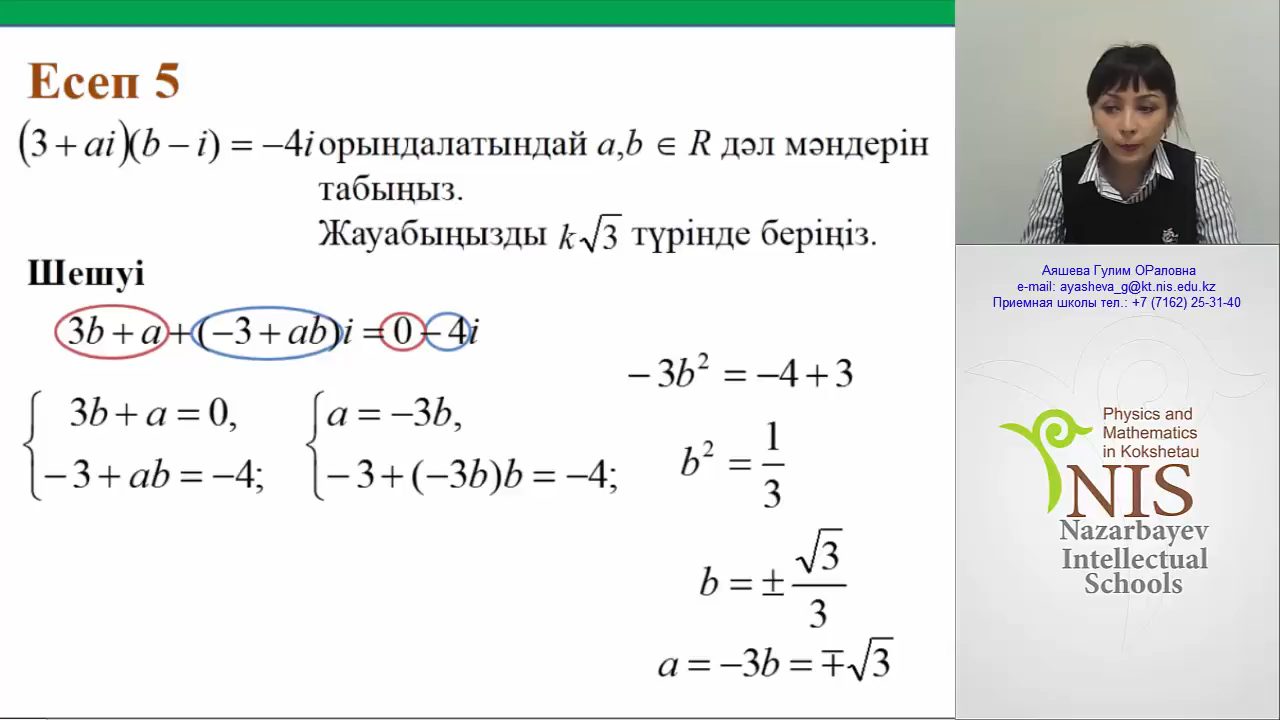 Есеп 5
(3 + ai)(b − i) = −4i орындалатындай a,b ∈ R дәл мәндерін
табыңыз.
Жауабыңызды k√3 түрінде беріңіз.
Шешуі
3b + a + (−3 + ab)i = 0 − 4i
3b + a = 0,
−3 + ab = −4;
a = −3b,
−3 + (−3b)b = −4;
−3b² = −4 + 3
b² = 1/3
b = ± √3/3
a = −3b = ∓√3
Аяшева Гулим ОРаловна
e-mail: ayasheva_g@kt.nis.edu.kz
Приемная школы тел.: +7 (7162) 25-31-40
Physics and
Mathematics
in Kokshetau
NIS
Nazarbayev
Intellectual
Schools